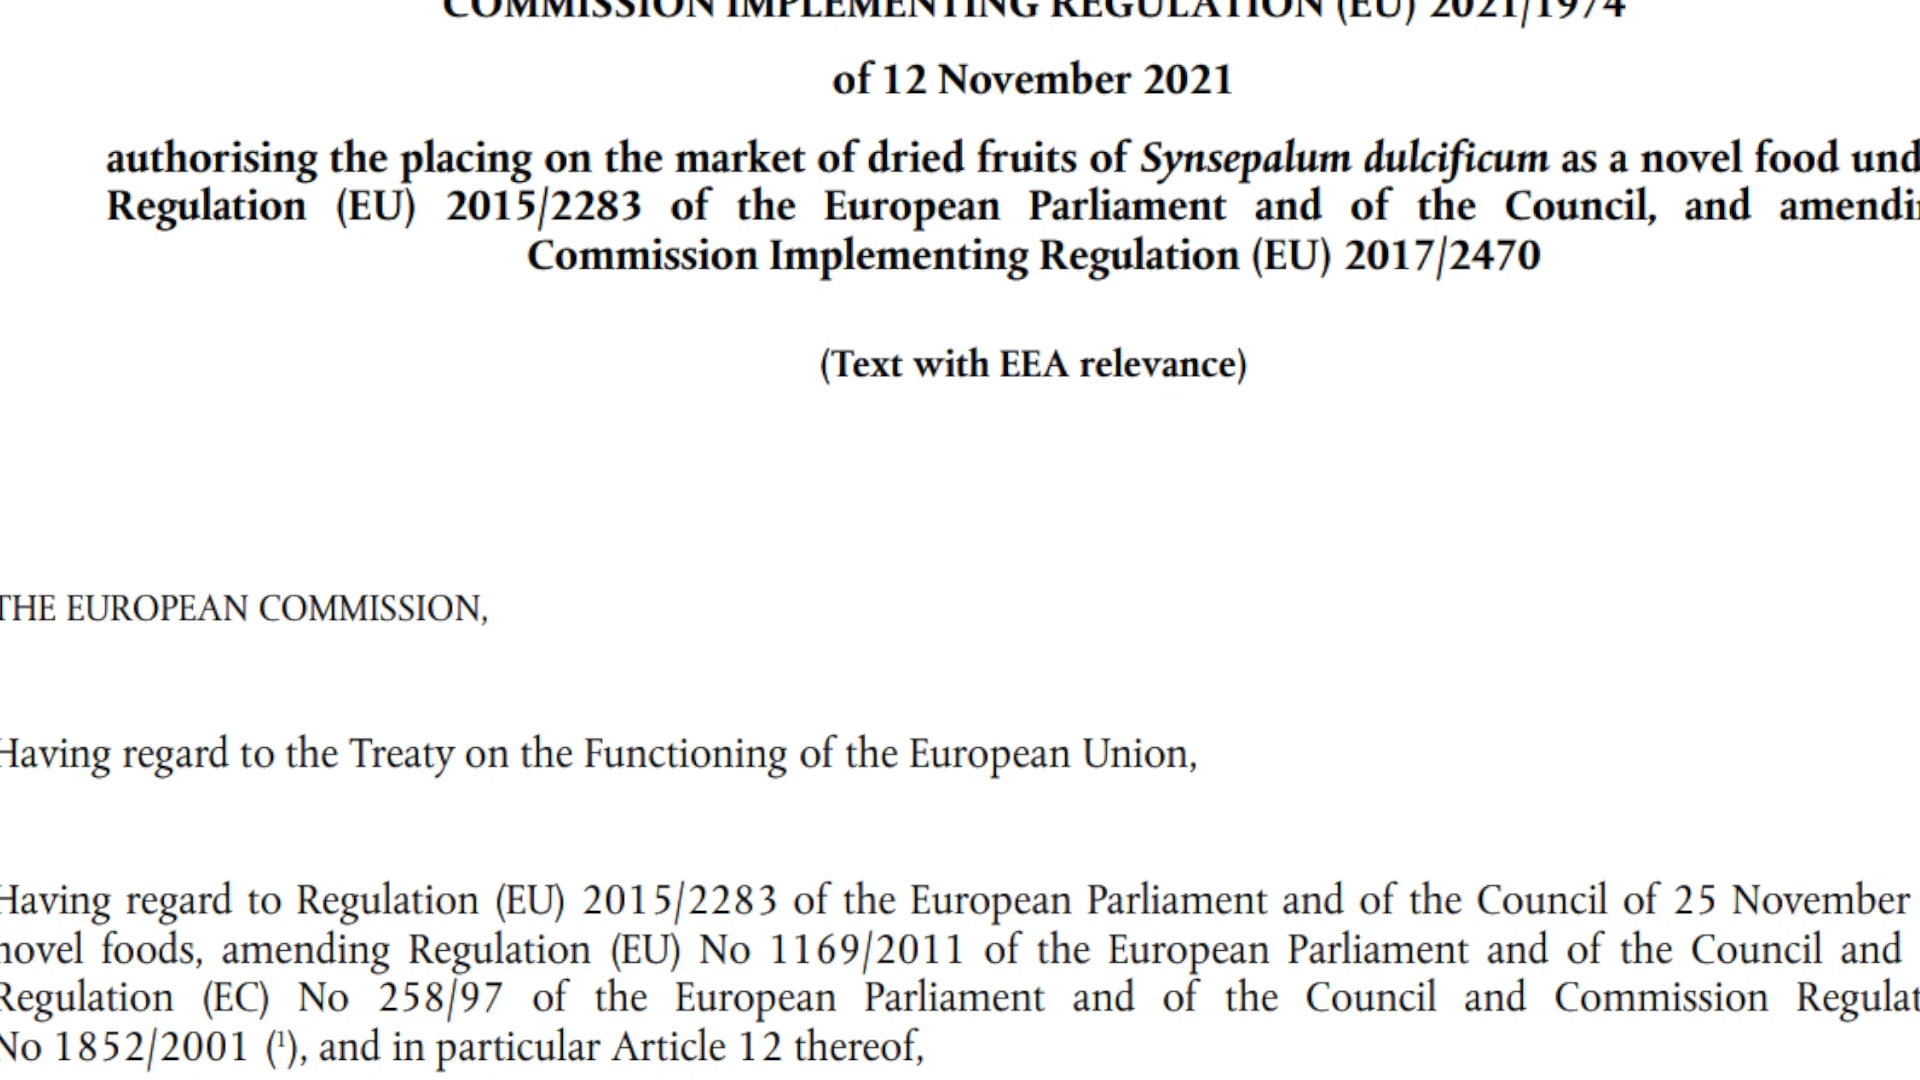 COMMISSION IMPLEMENTING REGULATION (EU) 2021/1974
of 12 November 2021
authorising the placing on the market of dried fruits of Synsepalum dulcificum as a novel food und
Regulation (EU) 2015/2283 of the European Parliament and of the Council, and amendi
Commission Implementing Regulation (EU) 2017/2470
(Text with EEA relevance)
THE EUROPEAN COMMISSION,
Having regard to the Treaty on the Functioning of the European Union,
Having regard to Regulation (EU) 2015/2283 of the European Parliament and of the Council of 25 November
novel foods, amending Regulation (EU) No 1169/2011 of the European Parliament and of the Council and
Regulation (EC) No 258/97 of the European Parliament and of the Council and Commission Regulat
No 1852/2001 (¹), and in particular Article 12 thereof,